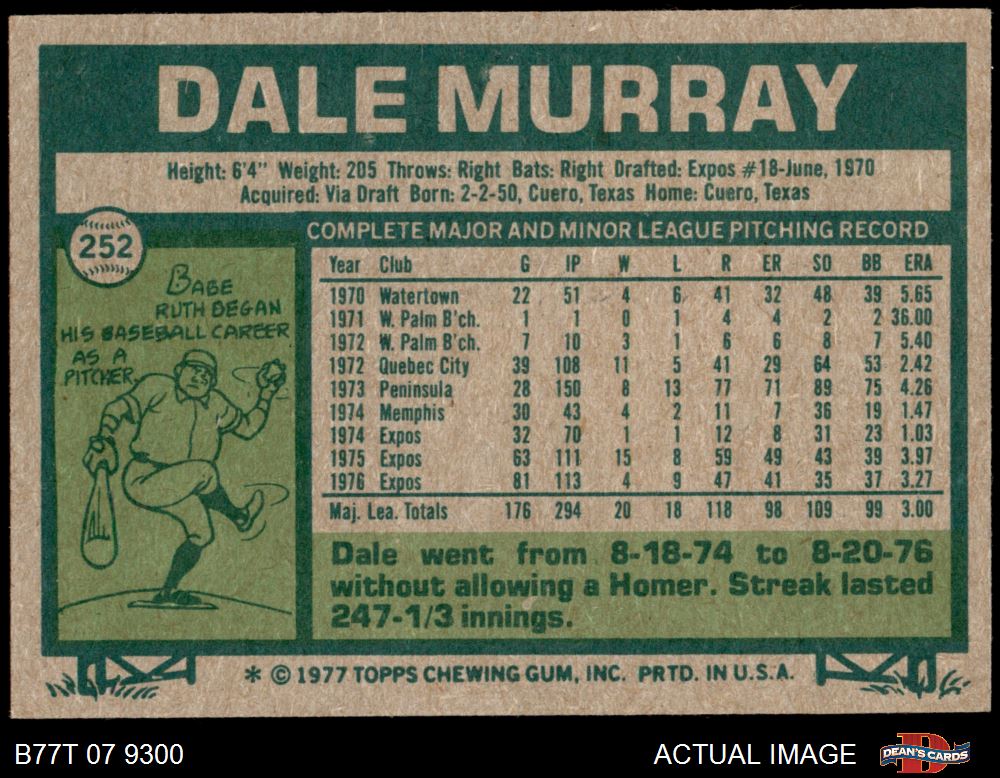 DALE MURRAY
Height: 6'4" Weight: 205 Throws: Right Bats: Right Drafted: Expos #18-June, 1970
Acquired: Via Draft Born: 2-2-50, Cuero, Texas Home: Cuero, Texas
252
BABE
RUTH BEGAN
HIS BASEBALL CAREER
AS A
PITCHER.
COMPLETE MAJOR AND MINOR LEAGUE PITCHING RECORD
Year Club G IP W L R ER SO BB ERA
1970 Watertown 22 51 4 6 41 32 48 39 5.65
1971 W. Palm B'ch. 1 1 0 1 4 4 2 2 36.00
1972 W. Palm B'ch. 7 10 3 1 6 6 8 7 5.40
1972 Quebec City 39 108 11 5 41 29 64 53 2.42
1973 Peninsula 28 150 8 13 77 71 89 75 4.26
1974 Memphis 30 43 4 2 11 7 36 19 1.47
1974 Expos 32 70 1 1 12 8 31 23 1.03
1975 Expos 63 111 15 8 59 49 43 39 3.97
1976 Expos 81 113 4 9 47 41 35 37 3.27
Maj. Lea. Totals 176 294 20 18 118 98 109 99 3.00
Dale went from 8-18-74 to 8-20-76
without allowing a Homer. Streak lasted
247-1/3 innings.
* © 1977 TOPPS CHEWING GUM, INC. PRTD. IN U.S.A.
B77T 07 9300
ACTUAL IMAGE
D
DEAN'S CARDS